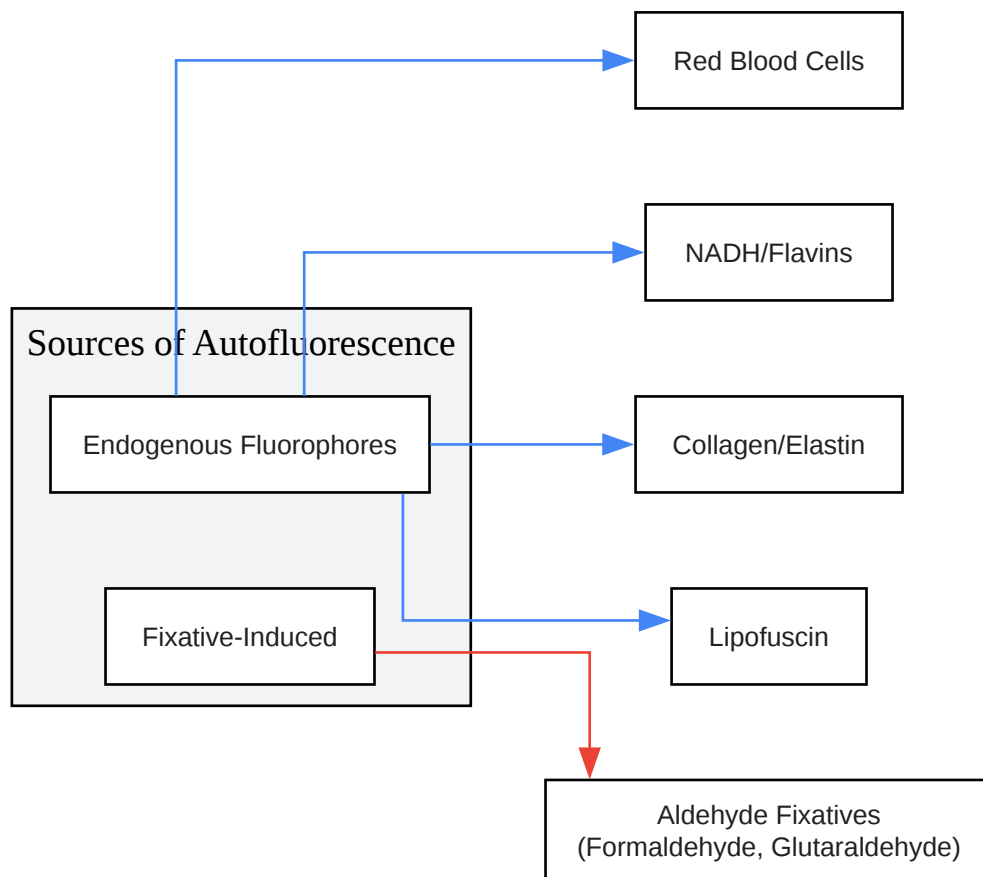 Red Blood Cells
NADH/Flavins
Sources of Autofluorescence
Endogenous Fluorophores
Collagen/Elastin
Fixative-Induced
Lipofuscin
Aldehyde Fixatives
(Formaldehyde, Glutaraldehyde)